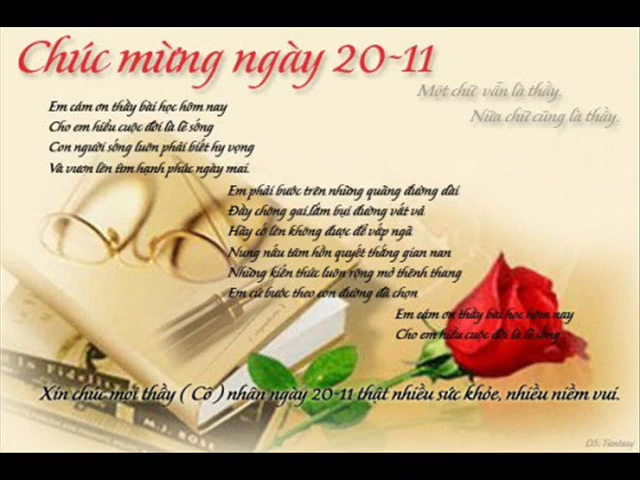 Chúc mừng ngày 20-11
Một chữ vẫn là thầy.
Nửa chữ cũng là thầy.
Em cám ơn thầy bài học hôm nay
Cho em hiểu cuộc đời là lẽ sống
Con người sống luôn phải biết hy vọng
Và vươn lên tìm hạnh phúc ngày mai.
Em phải bước trên những quãng đường dài
Đầy chông gai,lấm bụi đường vất vả
Hãy cố lên không được để vấp ngã
Nung nấu tâm hồn quyết thắng gian nan
Những kiến thức luôn rộng mở thênh thang
Em cứ bước theo con đường đã chọn
Em cám ơn thầy bài học hôm nay
Cho em hiểu cuộc đời là lẽ sống
Xin chúc mọi thầy ( Cô ) nhân ngày 20-11 thật nhiều sức khỏe, nhiều niềm vui.
W. J. ROSE
DS: Fantasy